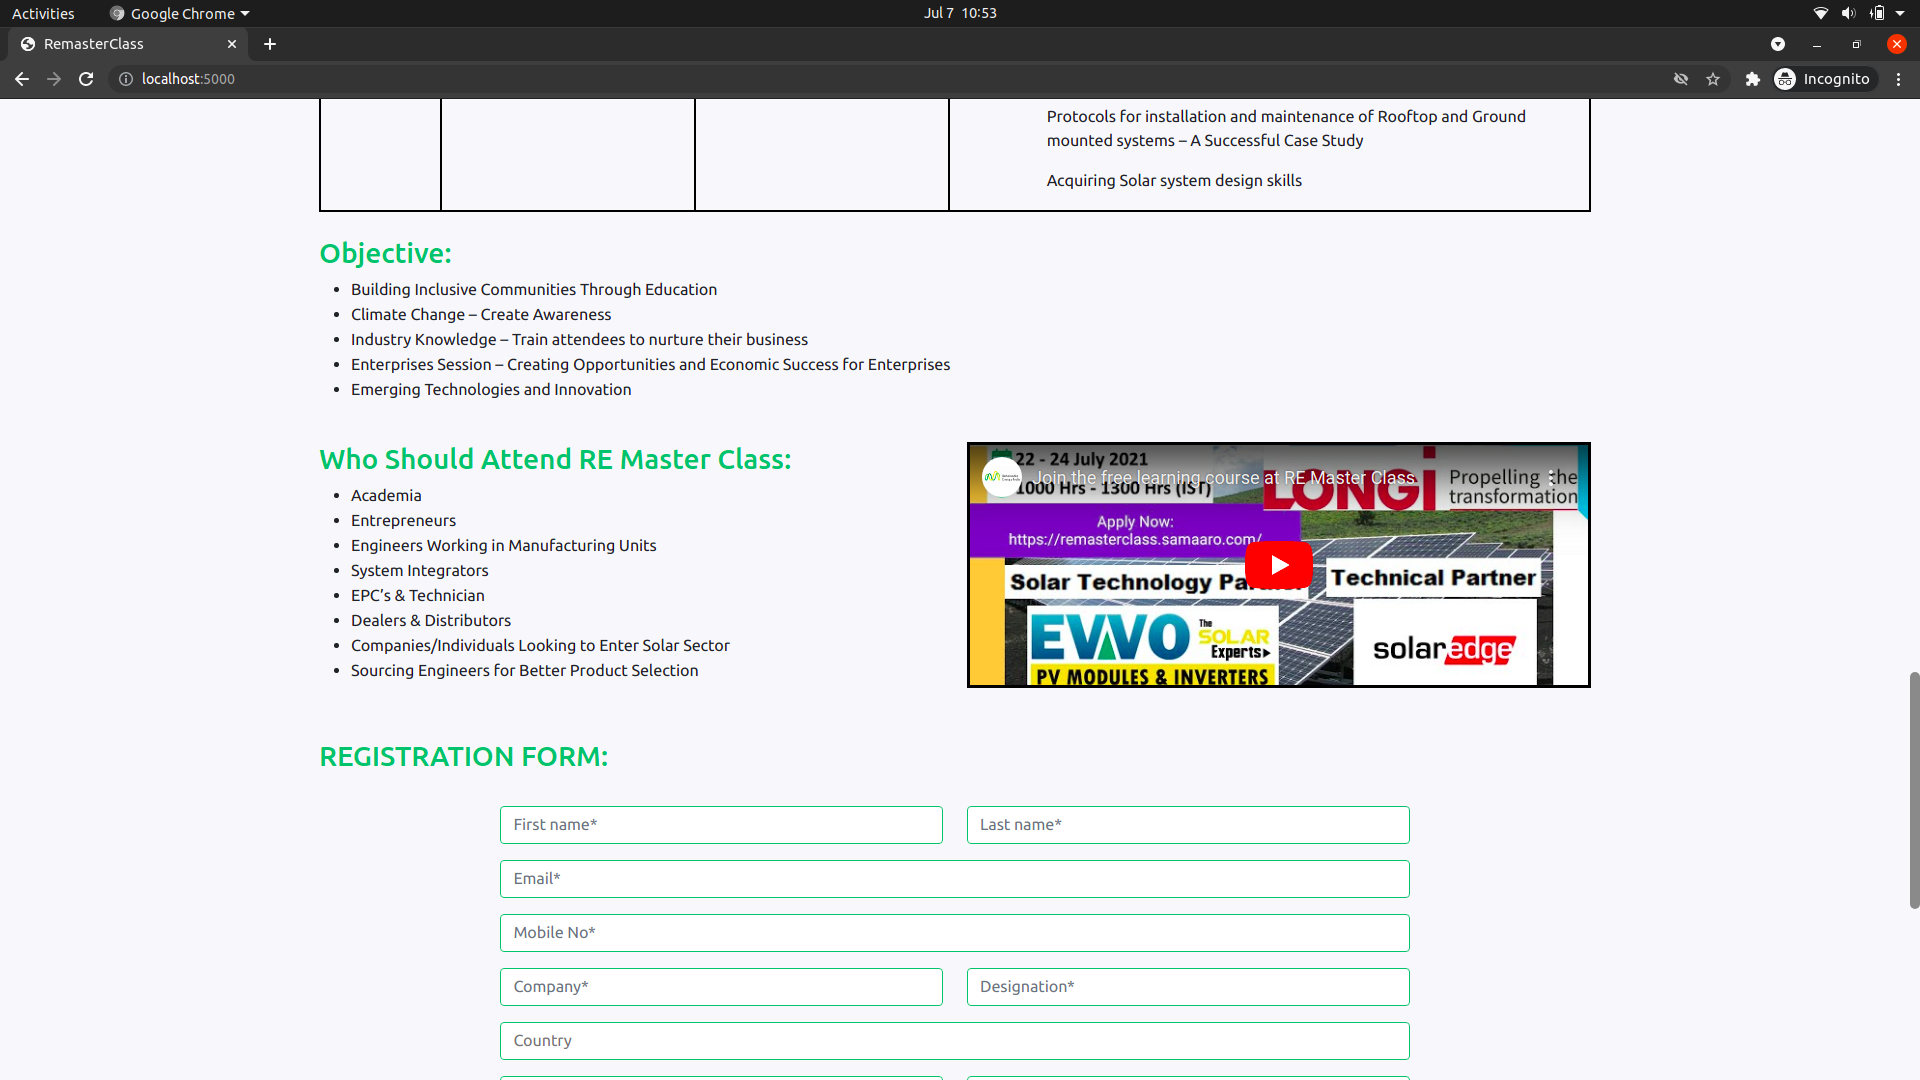 Activities
Google Chrome
Jul 7 10:53
RemasterClass
localhost:5000
Incognito
Protocols for installation and maintenance of Rooftop and Ground
mounted systems – A Successful Case Study
Acquiring Solar system design skills
Objective:
• Building Inclusive Communities Through Education
• Climate Change – Create Awareness
• Industry Knowledge – Train attendees to nurture their business
• Enterprises Session – Creating Opportunities and Economic Success for Enterprises
• Emerging Technologies and Innovation
Who Should Attend RE Master Class:
• Academia
• Entrepreneurs
• Engineers Working in Manufacturing Units
• System Integrators
• EPC’s & Technician
• Dealers & Distributors
• Companies/Individuals Looking to Enter Solar Sector
• Sourcing Engineers for Better Product Selection
22 - 24 July 2021
Join the free learning course at RE Master Class
1000 Hrs - 1300 Hrs (IST)
LONGi
Propelling the
transformation
Apply Now:
https://remasterclass.samaaro.com/
Solar Technology
Technical Partner
EVVO
The
SOLAR
Experts
PV MODULES & INVERTERS
solaredge
REGISTRATION FORM:
First name*
Last name*
Email*
Mobile No*
Company*
Designation*
Country